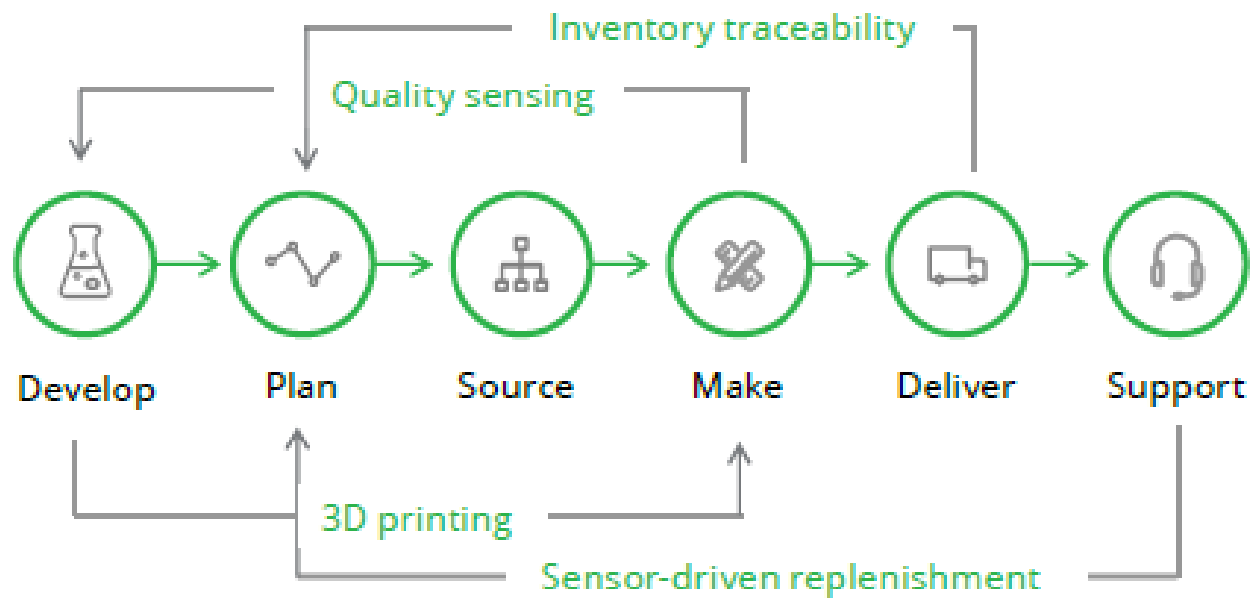 Inventory traceability
Quality sensing
Develop
Plan
Source
Make
Deliver
Support
3D printing
Sensor-driven replenishment